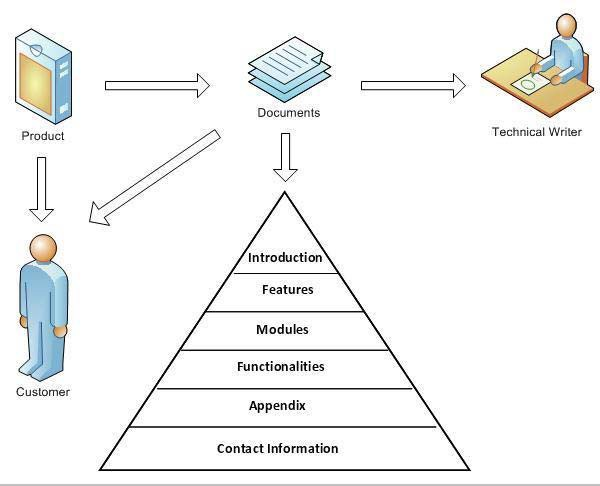 Product
Documents
Technical Writer
Customer
Introduction
Features
Modules
Functionalities
Appendix
Contact Information